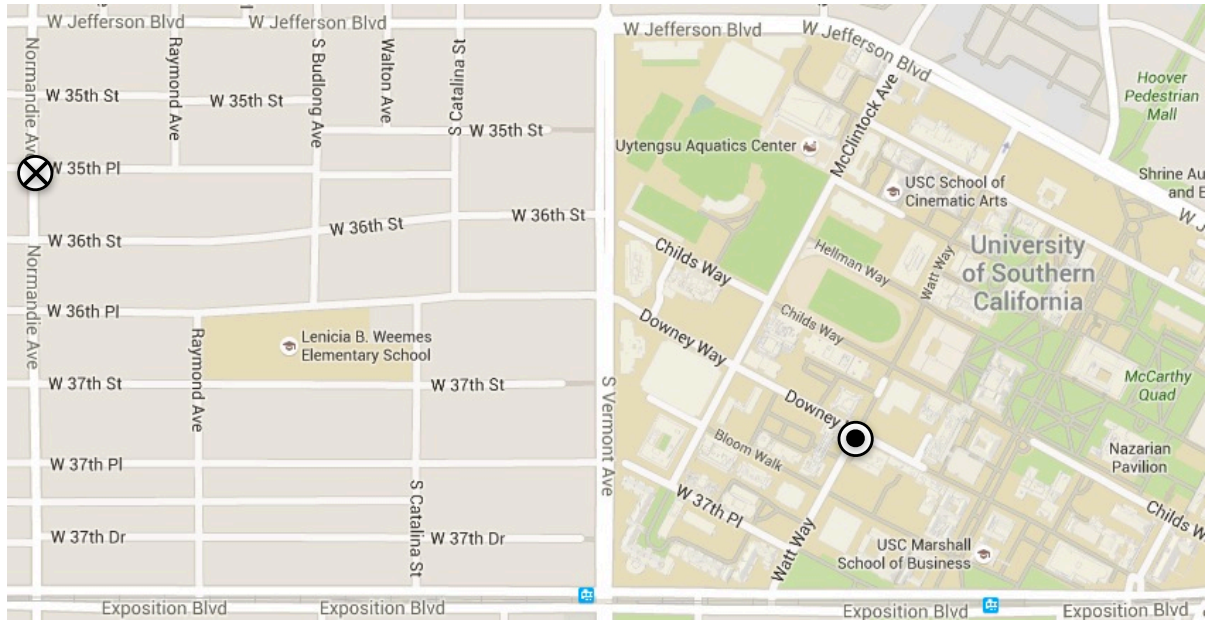 W Jefferson Blvd
W Jefferson Blvd
W Jefferson Blvd
W Jefferson Blvd
Normandie Ave
Raymond Ave
S Budlong Ave
Walton Ave
S Catalina St
McClintock Ave
Hoover
Pedestrian
Mall
W 35th St
W 35th St
W 35th St
Uytengsu Aquatics Center
W 35th Pl
USC School of
Cinematic Arts
Shrine Au
and E
W J
W 36th St
W 36th St
W 36th St
Normandie Ave
Childs Way
Hellman Way
Watt Way
University
of Southern
California
W 36th Pl
Raymond Ave
Lenicia B. Weemes
Elementary School
Downey Way
Childs Way
W 37th St
W 37th St
S Vermont Ave
Downey
McCarthy
Quad
Bloom Walk
Nazarian
Pavilion
W 37th Pl
S Catalina St
W 37th Pl
Childs W
W 37th Dr
W 37th Dr
Watt Way
USC Marshall
School of Business
Exposition Blvd
Exposition Blvd
Exposition Blvd
Exposition Blvd